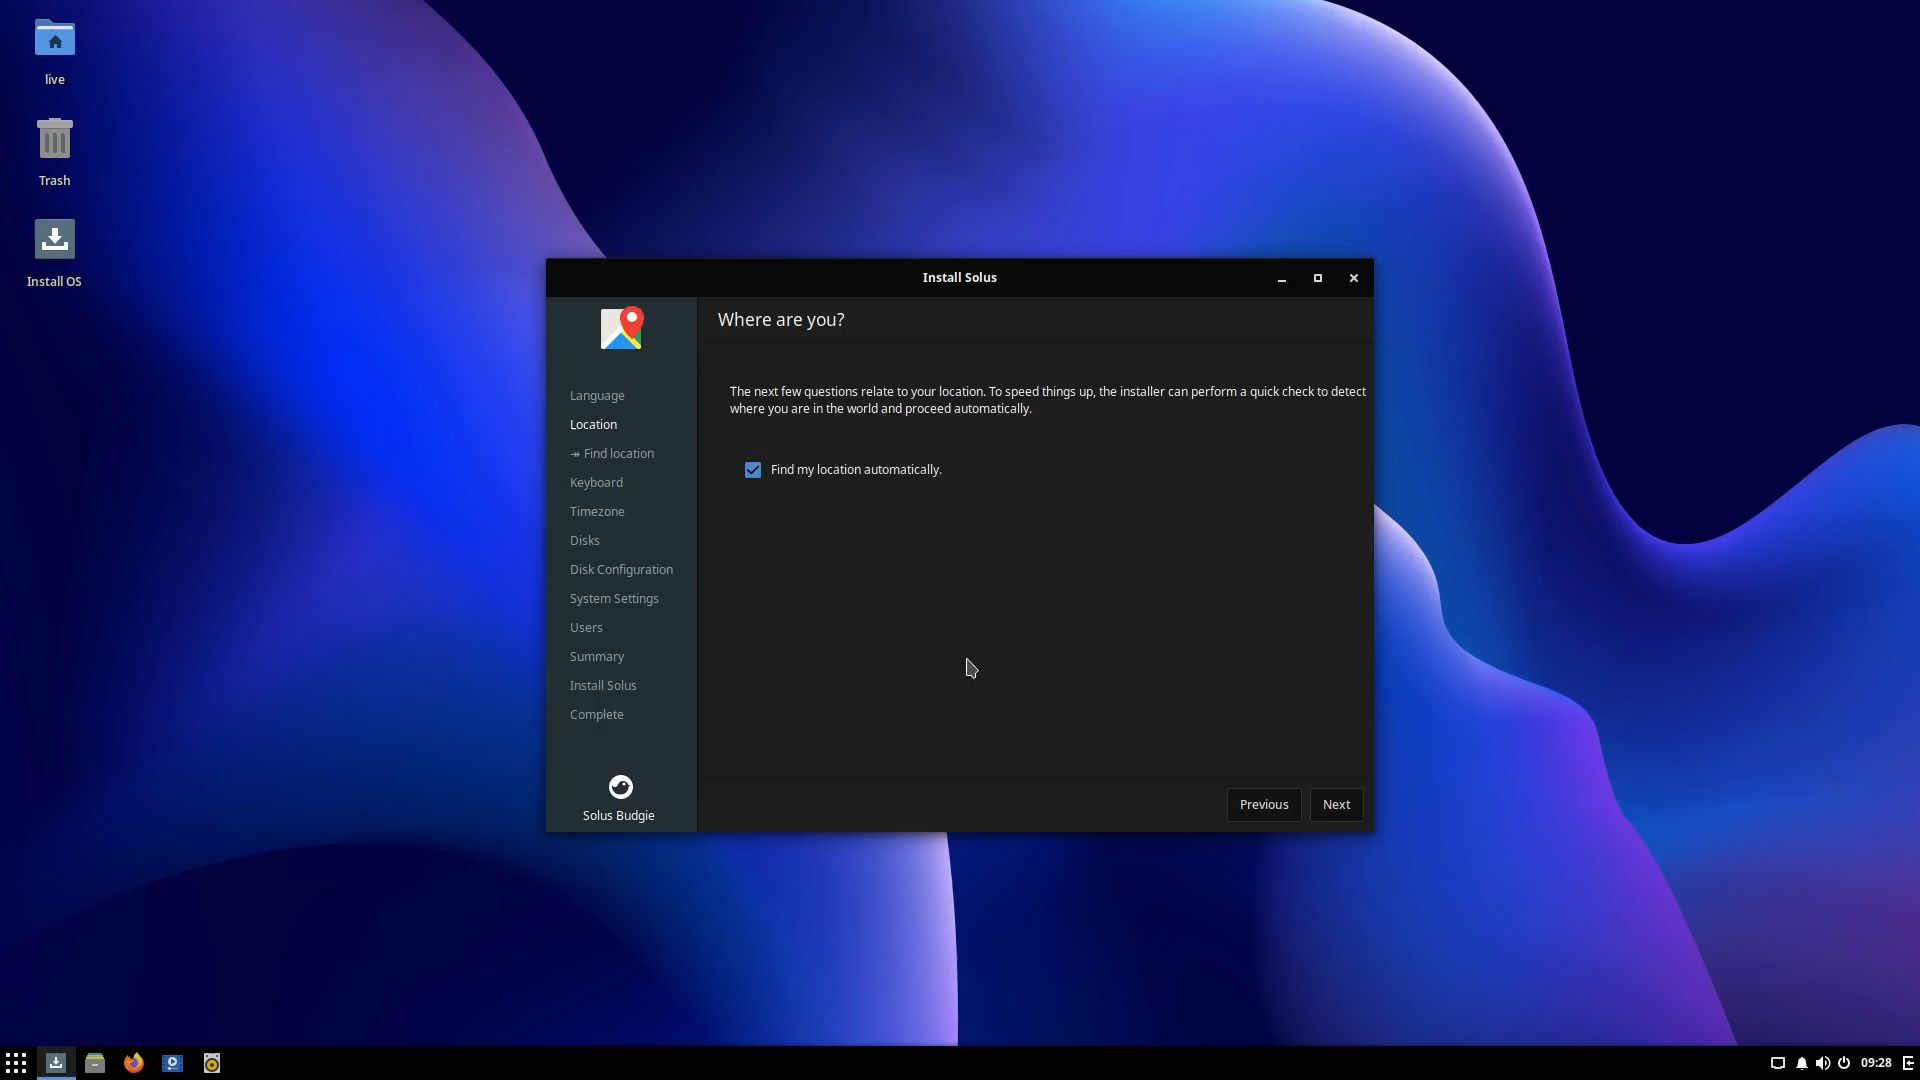 live
Trash
Install OS
Install Solus
Where are you?
The next few questions relate to your location. To speed things up, the installer can perform a quick check to detect
where you are in the world and proceed automatically.
Find my location automatically.
Language
Location
↠ Find location
Keyboard
Timezone
Disks
Disk Configuration
System Settings
Users
Summary
Install Solus
Complete
Solus Budgie
Previous
Next
09:28